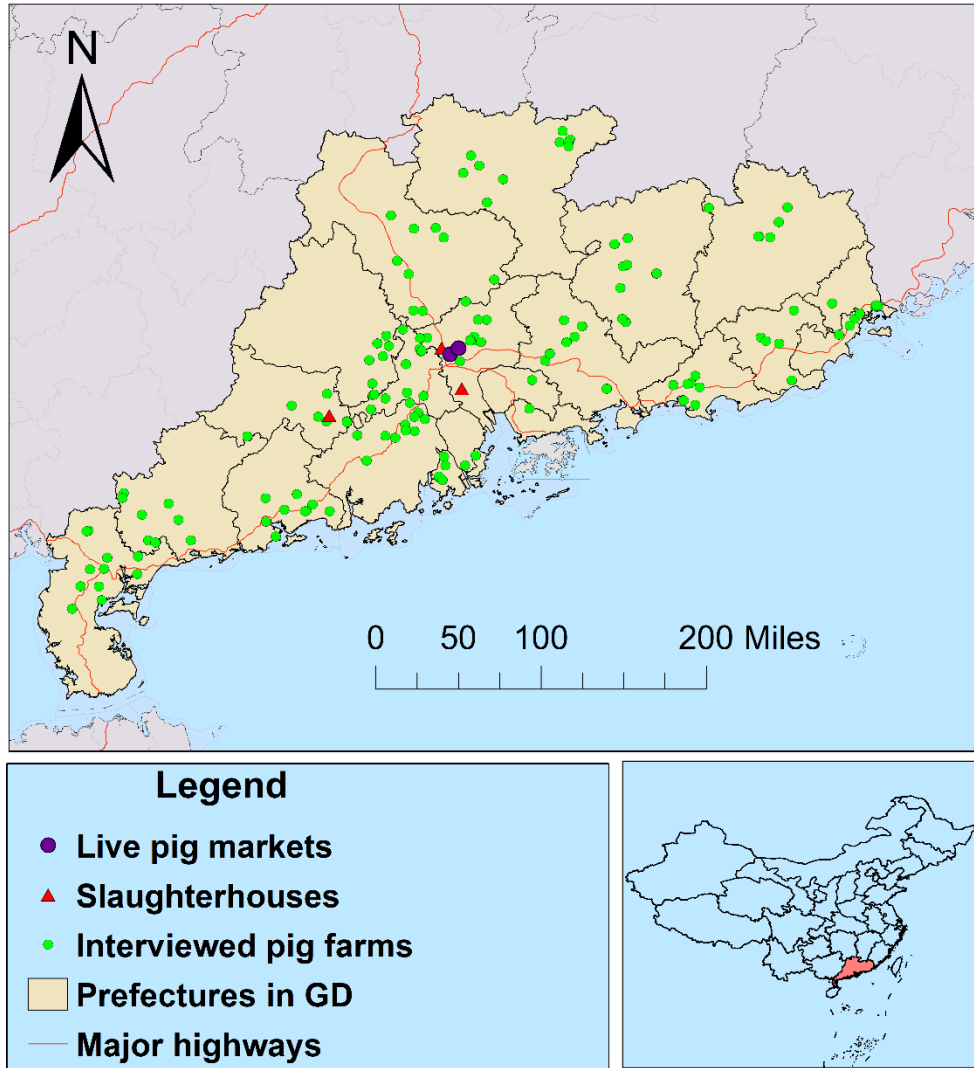 N
0 50 100 200 Miles
Legend
Live pig markets
Slaughterhouses
Interviewed pig farms
Prefectures in GD
Major highways